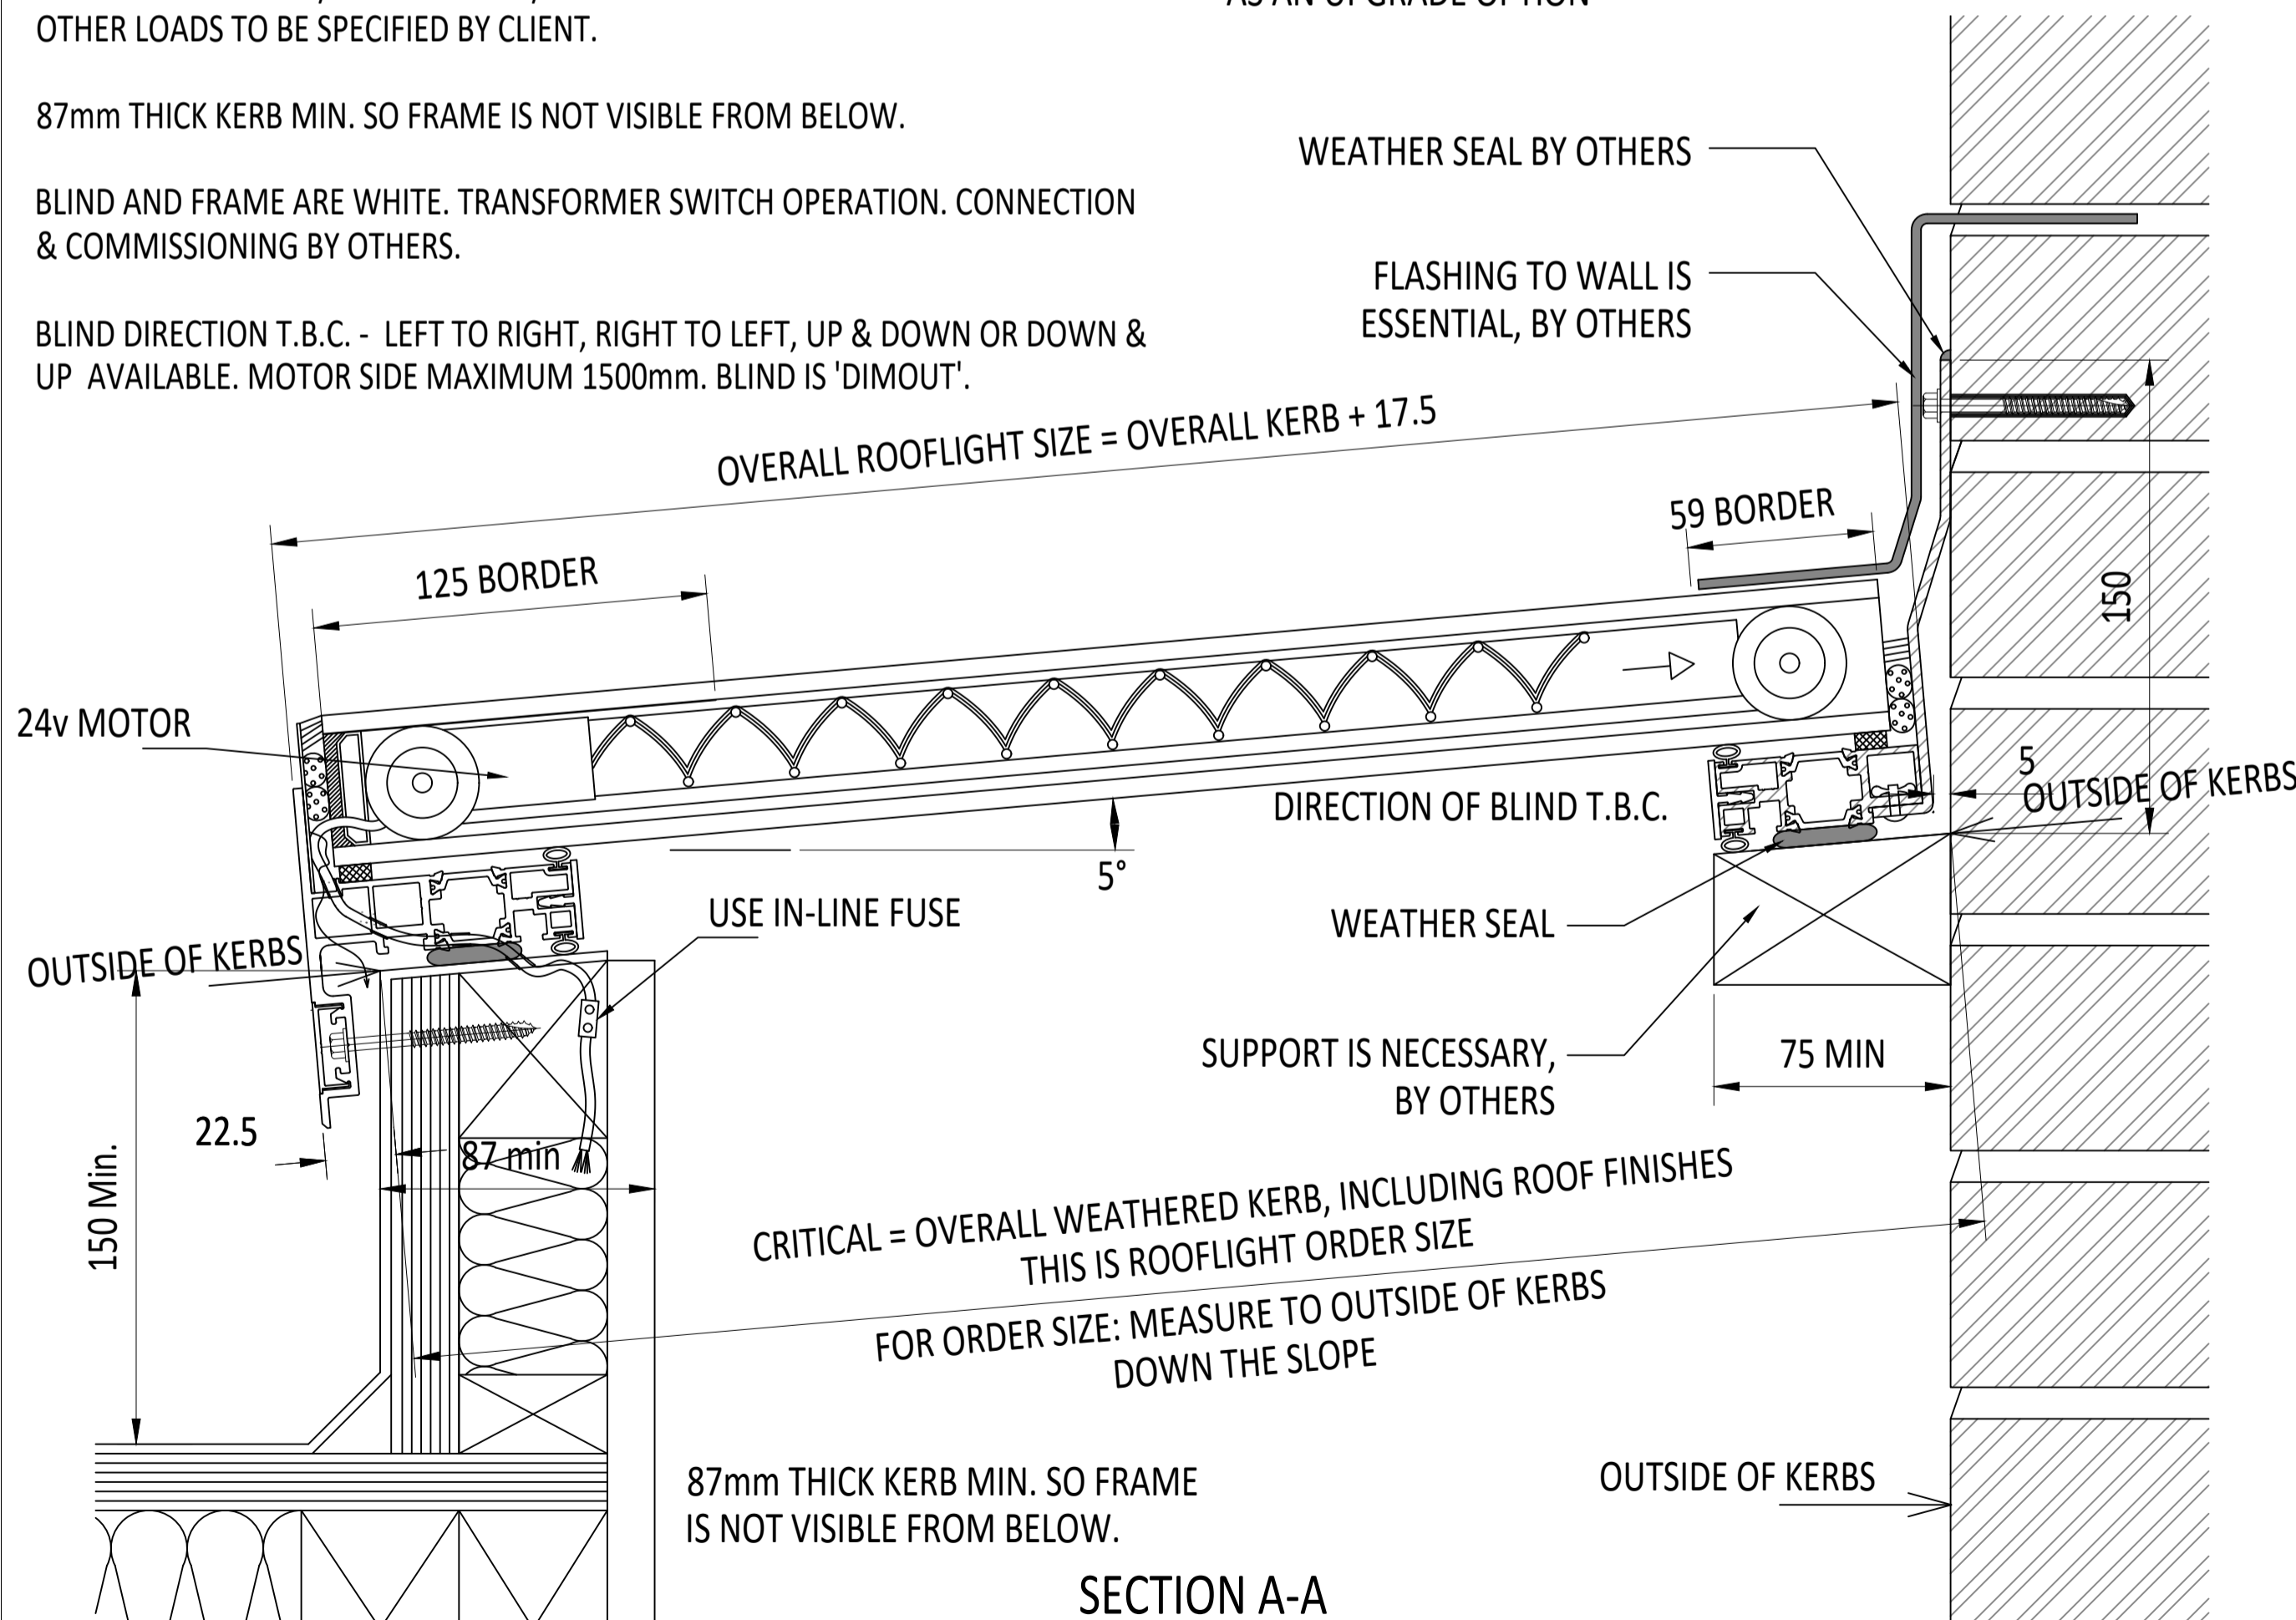 OTHER LOADS TO BE SPECIFIED BY CLIENT.
87mm THICK KERB MIN. SO FRAME IS NOT VISIBLE FROM BELOW.
BLIND AND FRAME ARE WHITE. TRANSFORMER SWITCH OPERATION. CONNECTION
& COMMISSIONING BY OTHERS.
BLIND DIRECTION T.B.C. - LEFT TO RIGHT, RIGHT TO LEFT, UP & DOWN OR DOWN &
UP AVAILABLE. MOTOR SIDE MAXIMUM 1500mm. BLIND IS 'DIMOUT'.
AS AN UPGRADE OPTION
WEATHER SEAL BY OTHERS
FLASHING TO WALL IS
ESSENTIAL, BY OTHERS
OVERALL ROOFLIGHT SIZE = OVERALL KERB + 17.5
59 BORDER
125 BORDER
150
24v MOTOR
5
OUTSIDE OF KERBS
DIRECTION OF BLIND T.B.C.
5°
USE IN-LINE FUSE
WEATHER SEAL
OUTSIDE OF KERBS
SUPPORT IS NECESSARY,
BY OTHERS
75 MIN
22.5
87 min
150 Min.
CRITICAL = OVERALL WEATHERED KERB, INCLUDING ROOF FINISHES
THIS IS ROOFLIGHT ORDER SIZE
FOR ORDER SIZE: MEASURE TO OUTSIDE OF KERBS
DOWN THE SLOPE
87mm THICK KERB MIN. SO FRAME
IS NOT VISIBLE FROM BELOW.
OUTSIDE OF KERBS
SECTION A-A